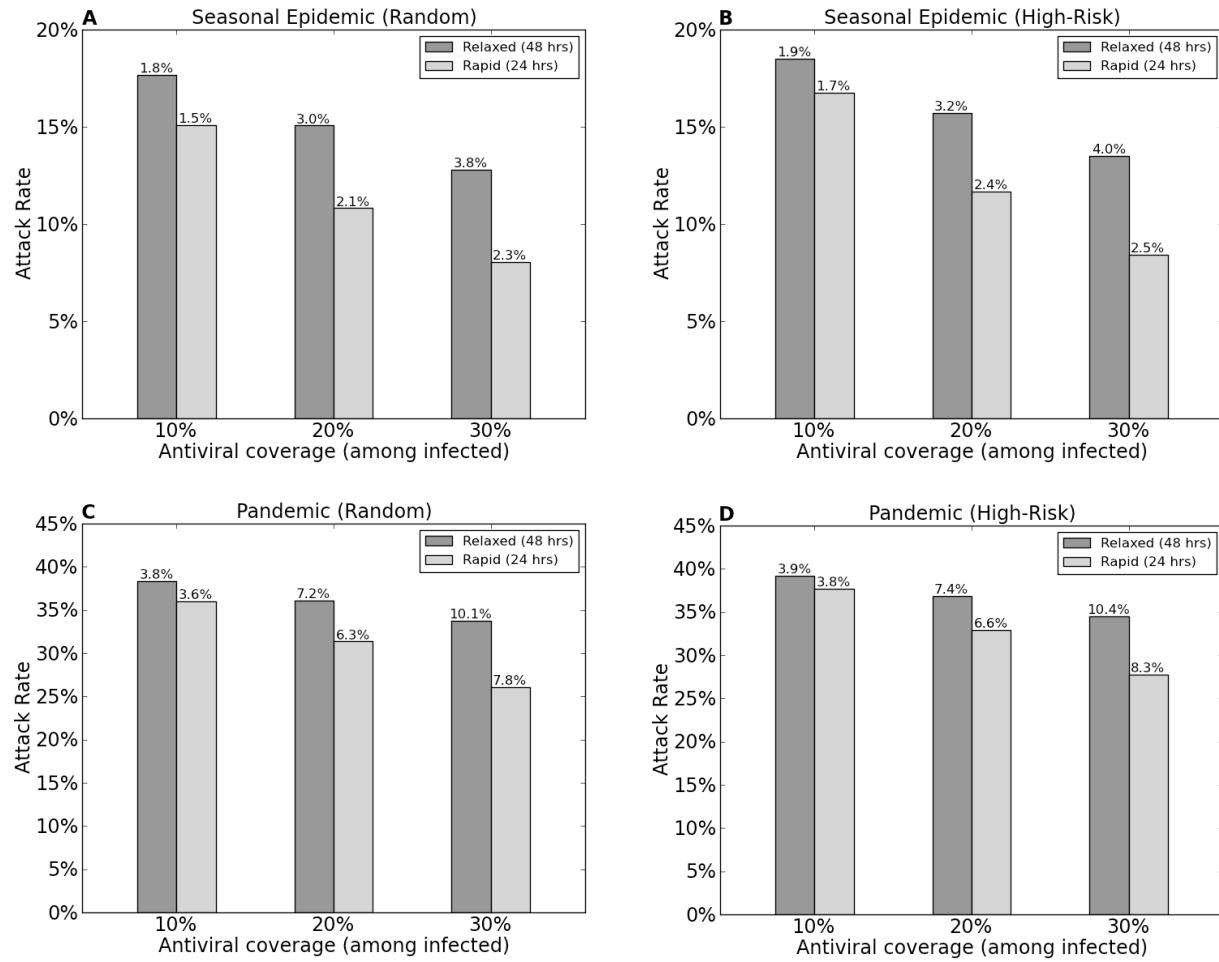 A Seasonal Epidemic (Random)
20%
15%
10%
5%
0%
Attack Rate
Relaxed (48 hrs)
Rapid (24 hrs)
1.8%
1.5%
3.0%
2.1%
3.8%
2.3%
10% 20% 30%
Antiviral coverage (among infected)
B Seasonal Epidemic (High-Risk)
20%
15%
10%
5%
0%
Attack Rate
Relaxed (48 hrs)
Rapid (24 hrs)
1.9%
1.7%
3.2%
2.4%
4.0%
2.5%
10% 20% 30%
Antiviral coverage (among infected)
C Pandemic (Random)
45%
40%
35%
30%
25%
20%
15%
10%
5%
0%
Attack Rate
Relaxed (48 hrs)
Rapid (24 hrs)
3.8%
3.6%
7.2%
6.3%
10.1%
7.8%
10% 20% 30%
Antiviral coverage (among infected)
D Pandemic (High-Risk)
45%
40%
35%
30%
25%
20%
15%
10%
5%
0%
Attack Rate
Relaxed (48 hrs)
Rapid (24 hrs)
3.9%
3.8%
7.4%
6.6%
10.4%
8.3%
10% 20% 30%
Antiviral coverage (among infected)